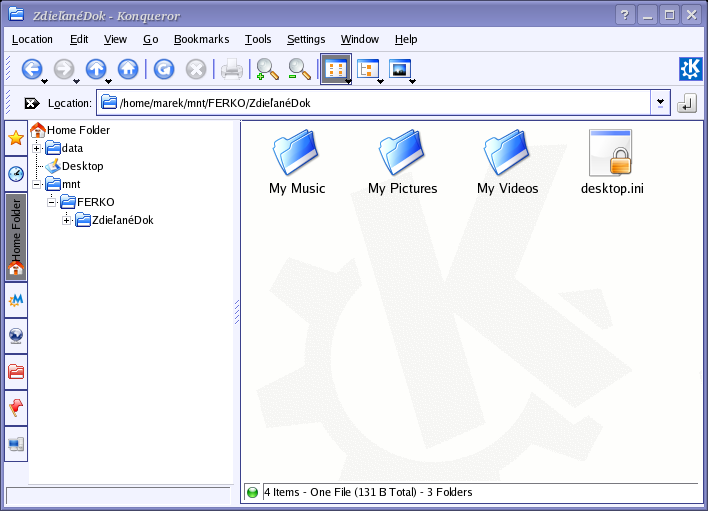 ZdieľanéDok - Konqueror
Location Edit View Go Bookmarks Tools Settings Window Help
Location: /home/marek/mnt/FERKO/ZdieľanéDok
Home Folder
Home Folder
data
Desktop
mnt
FERKO
ZdieľanéDok
My Music
My Pictures
My Videos
desktop.ini
4 Items - One File (131 B Total) - 3 Folders